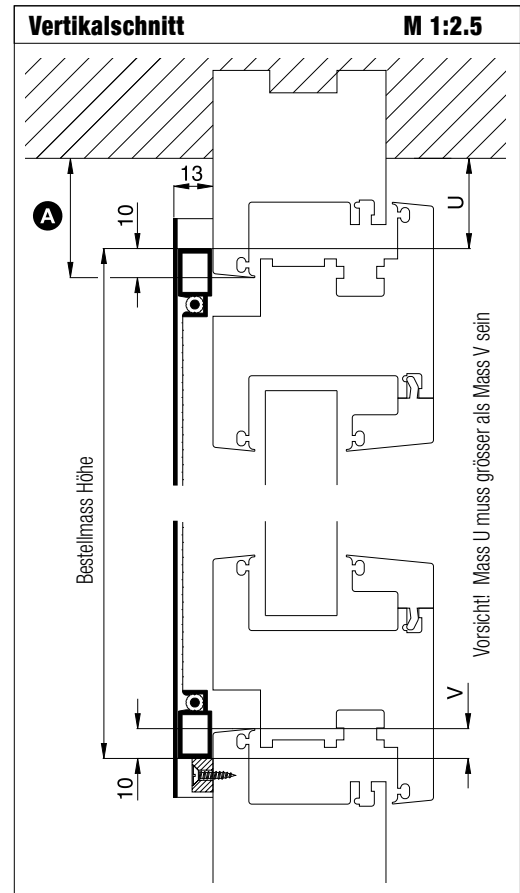 Vertikalschnitt M 1:2.5
13
U
A
10
Bestellmass Höhe
Vorsicht! Mass U muss grösser als Mass V sein
V
10